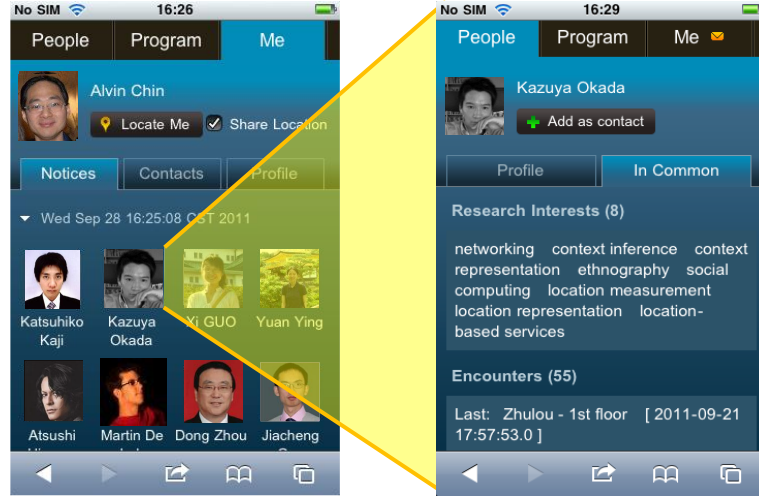 No SIM 16:26
People Program Me
Alvin Chin
Locate Me Share Location
Notices Contacts Profile
Wed Sep 28 16:25:08 CST 2011
Katsuhiko Kaji
Kazuya Okada
Xi GUO
Yuan Ying
Atsushi
Martin De
Dong Zhou
Jiacheng
No SIM 16:29
People Program Me
Kazuya Okada
Add as contact
Profile In Common
Research Interests (8)
networking context inference context
representation ethnography social
computing location measurement
location representation location-
based services
Encounters (55)
Last: Zhulou - 1st floor [ 2011-09-21
17:57:53.0 ]